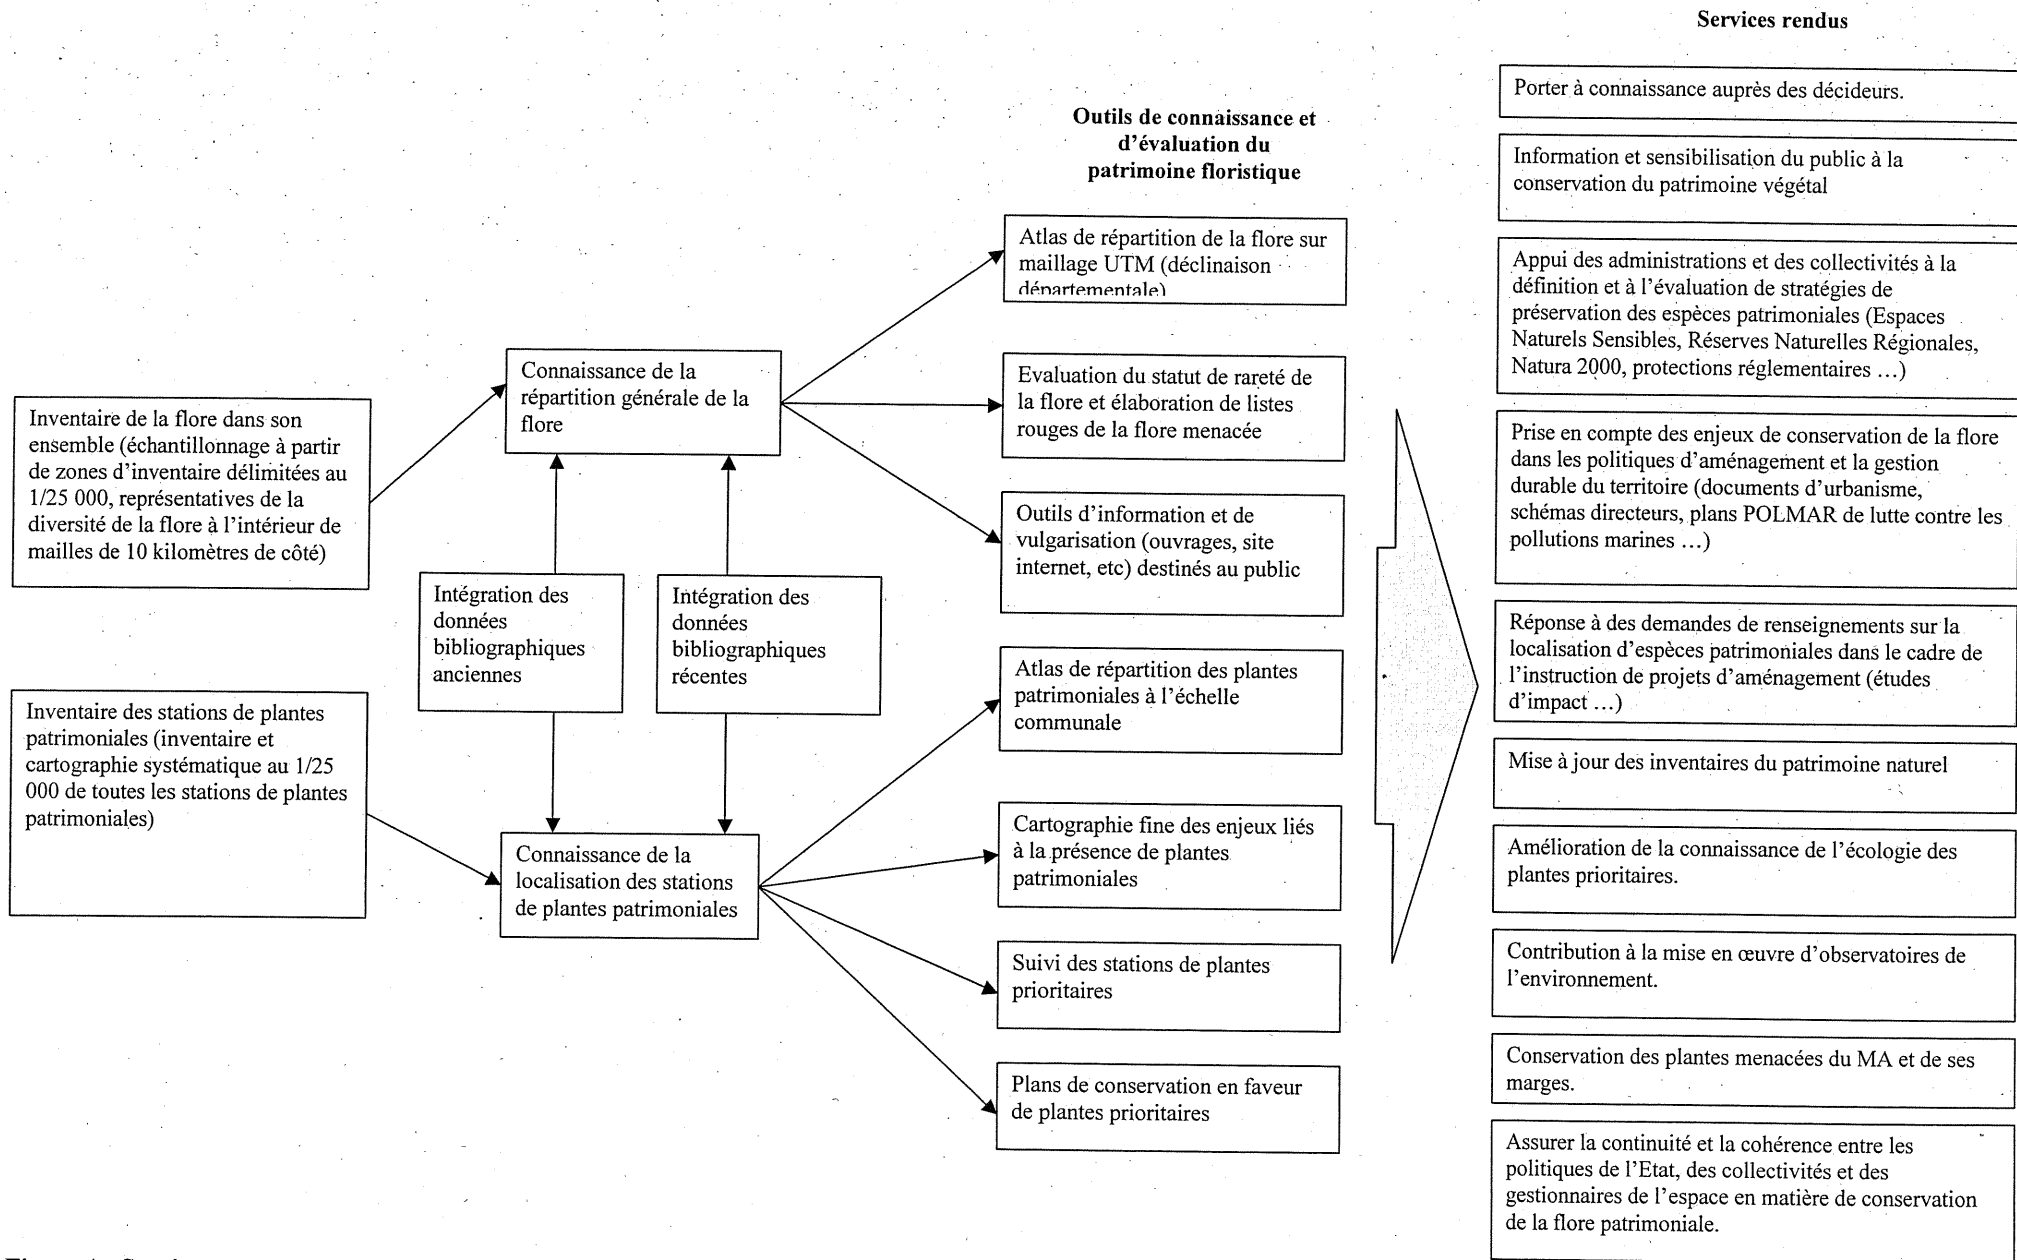 Services rendus
Porter à connaissance auprès des décideurs.
Information et sensibilisation du public à la
conservation du patrimoine végétal
Appui des administrations et des collectivités à la
définition et à l'évaluation de stratégies de
préservation des espèces patrimoniales (Espaces
Naturels Sensibles, Réserves Naturelles Régionales,
Natura 2000, protections réglementaires …)
Prise en compte des enjeux de conservation de la flore
dans les politiques d'aménagement et la gestion
durable du territoire (documents d'urbanisme,
schémas directeurs, plans POLMAR de lutte contre les
pollutions marines …)
Réponse à des demandes de renseignements sur la
localisation d'espèces patrimoniales dans le cadre de
l'instruction de projets d'aménagement (études
d'impact …)
Mise à jour des inventaires du patrimoine naturel
Amélioration de la connaissance de l'écologie des
plantes prioritaires.
Contribution à la mise en œuvre d'observatoires de
l'environnement.
Conservation des plantes menacées du MA et de ses
marges.
Assurer la continuité et la cohérence entre les
politiques de l'Etat, des collectivités et des
gestionnaires de l'espace en matière de conservation
de la flore patrimoniale.
Outils de connaissance et
d'évaluation du
patrimoine floristique
Atlas de répartition de la flore sur
maillage UTM (déclinaison
départementale)
Evaluation du statut de rareté de
la flore et élaboration de listes
rouges de la flore menacée
Outils d'information et de
vulgarisation (ouvrages, site
internet, etc) destinés au public
Atlas de répartition des plantes
patrimoniales à l'échelle
communale
Cartographie fine des enjeux liés
à la présence de plantes
patrimoniales
Suivi des stations de plantes
prioritaires
Plans de conservation en faveur
de plantes prioritaires
Connaissance de la
répartition générale de la
flore
Intégration des
données
bibliographiques
anciennes
Intégration des
données
bibliographiques
récentes
Connaissance de la
localisation des stations
de plantes patrimoniales
Inventaire de la flore dans son
ensemble (échantillonnage à partir
de zones d'inventaire délimitées au
1/25 000, représentatives de la
diversité de la flore à l'intérieur de
mailles de 10 kilomètres de côté)
Inventaire des stations de plantes
patrimoniales (inventaire et
cartographie systématique au 1/25
000 de toutes les stations de plantes
patrimoniales)